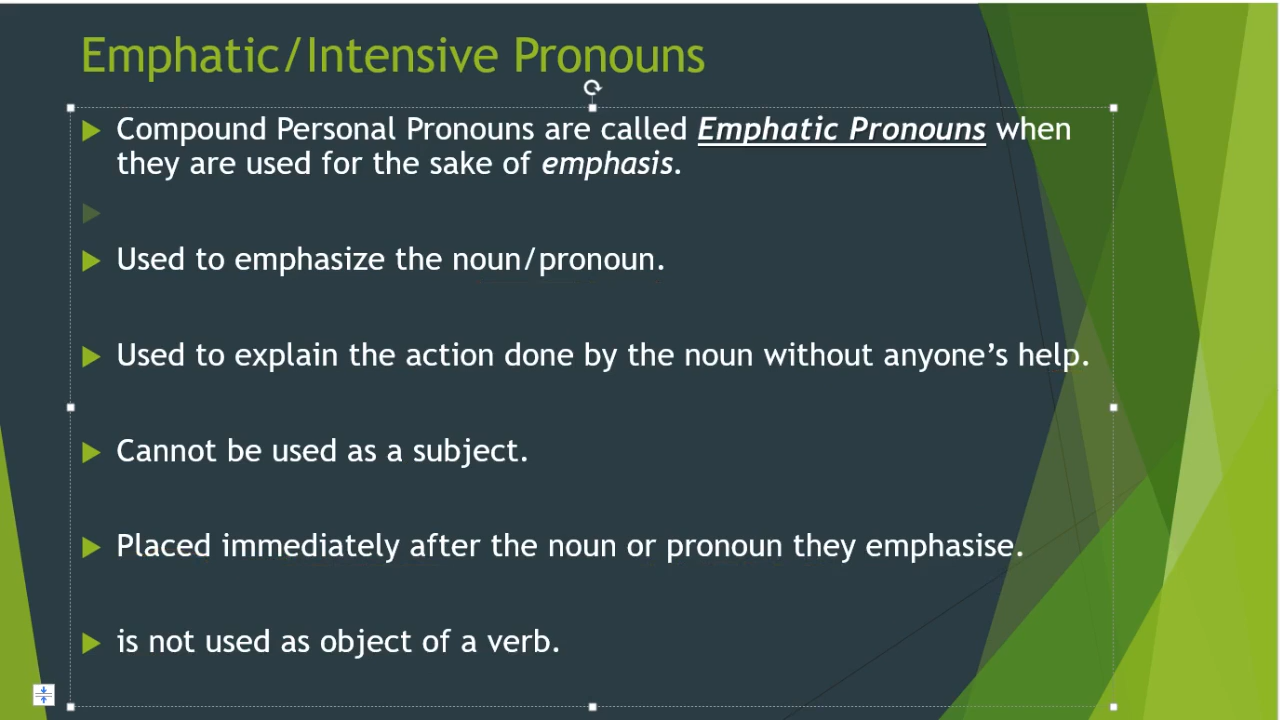 Emphatic/Intensive Pronouns
Compound Personal Pronouns are called Emphatic Pronouns when
they are used for the sake of emphasis.
Used to emphasize the noun/pronoun.
Used to explain the action done by the noun without anyone’s help.
Cannot be used as a subject.
Placed immediately after the noun or pronoun they emphasise.
is not used as object of a verb.